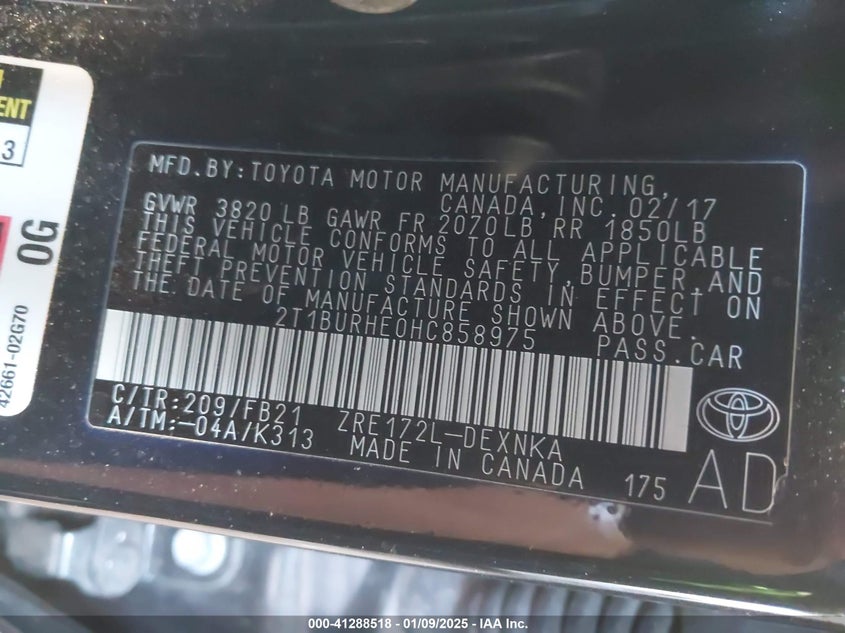 ENT
3
0G
42661-02G70
MFD.BY:TOYOTA MOTOR MANUFACTURING,
CANADA,INC.02/17
GVWR 3820LB GAWR FR 2070LB RR 1850LB
THIS VEHICLE CONFORMS TO ALL APPLICABLE
FEDERAL MOTOR VEHICLE SAFETY,BUMPER,AND
THEFT PREVENTION STANDARDS IN EFFECT ON
THE DATE OF MANUFACTURE SHOWN ABOVE.
2T1BURHE0HC858975 PASS.CAR
C/TR:209/FB21 ZRE172L-DEXNKA
A/TM:-04A/K313 MADE IN CANADA 175 AD
000-41288518 | 01/09/2025 - IAA Inc.